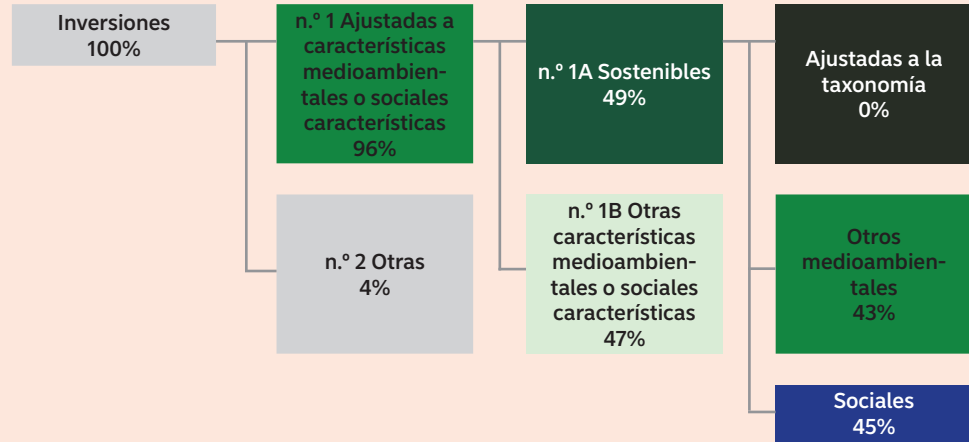 Inversiones
100%
n.º 1 Ajustadas a
características
medioambien-
tales o sociales
características
96%
n.º 2 Otras
4%
n.º 1A Sostenibles
49%
n.º 1B Otras
características
medioambien-
tales o sociales
características
47%
Ajustadas a la
taxonomía
0%
Otros
medioambien-
tales
43%
Sociales
45%